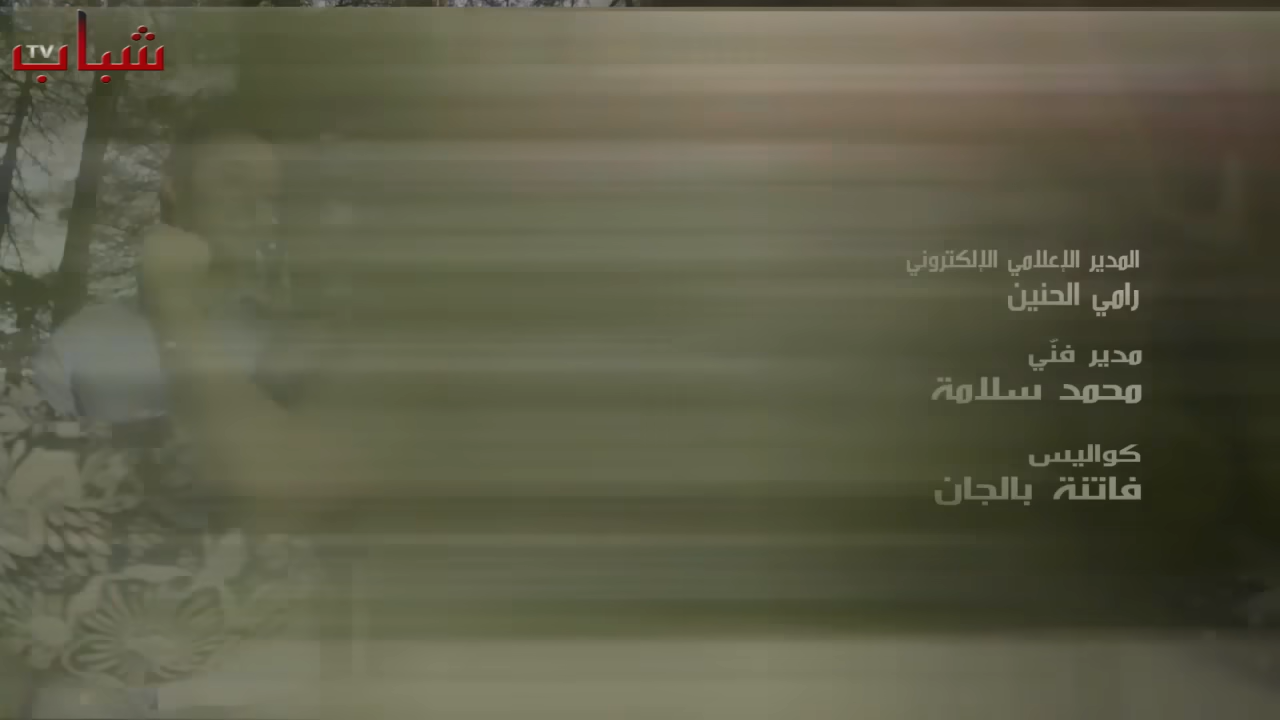 شباب TV
المدير الإعلامي الإلكتروني
رامي الحنين
مدير فنّي
محمد سلامة
كواليس
فاتنة بالجان